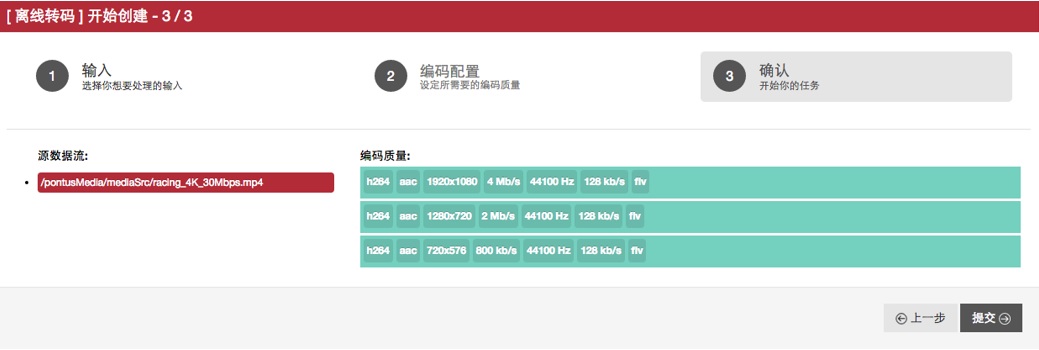 [ 离线转码 ] 开始创建 - 3 / 3
1 输入
选择你想要处理的输入
2 编码配置
设定所需要的编码质量
3 确认
开始你的任务
源数据流:
/pontusMedia/mediaSrc/racing_4K_30Mbps.mp4
编码质量:
h264 aac 1920x1080 4 Mb/s 44100 Hz 128 kb/s flv
h264 aac 1280x720 2 Mb/s 44100 Hz 128 kb/s flv
h264 aac 720x576 800 kb/s 44100 Hz 128 kb/s flv
上一步 提交